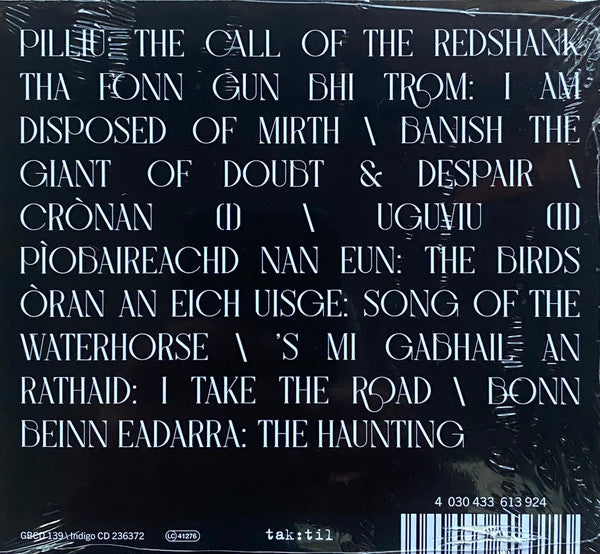 PILLIÙ: THE CALL OF THE REDSHANK
THA FONN GUN BHI TROM: I AM
DISPOSED OF MIRTH \ BANISH THE
GIANT OF DOUBT & DESPAIR \
CRÒNAN (I) \ UGUVIU (II)
PÌOBAIREACHD NAN EUN: THE BIRDS
ÒRAN AN EICH UISGE: SONG OF THE
WATERHORSE \ 'S MI GABHAIL AN
RATHAID: I TAKE THE ROAD \ BONN
BEINN EADARRA: THE HAUNTING
4 030433 613924
GBCD 139 \ Indigo CD 236372
LC 41276
tak:til